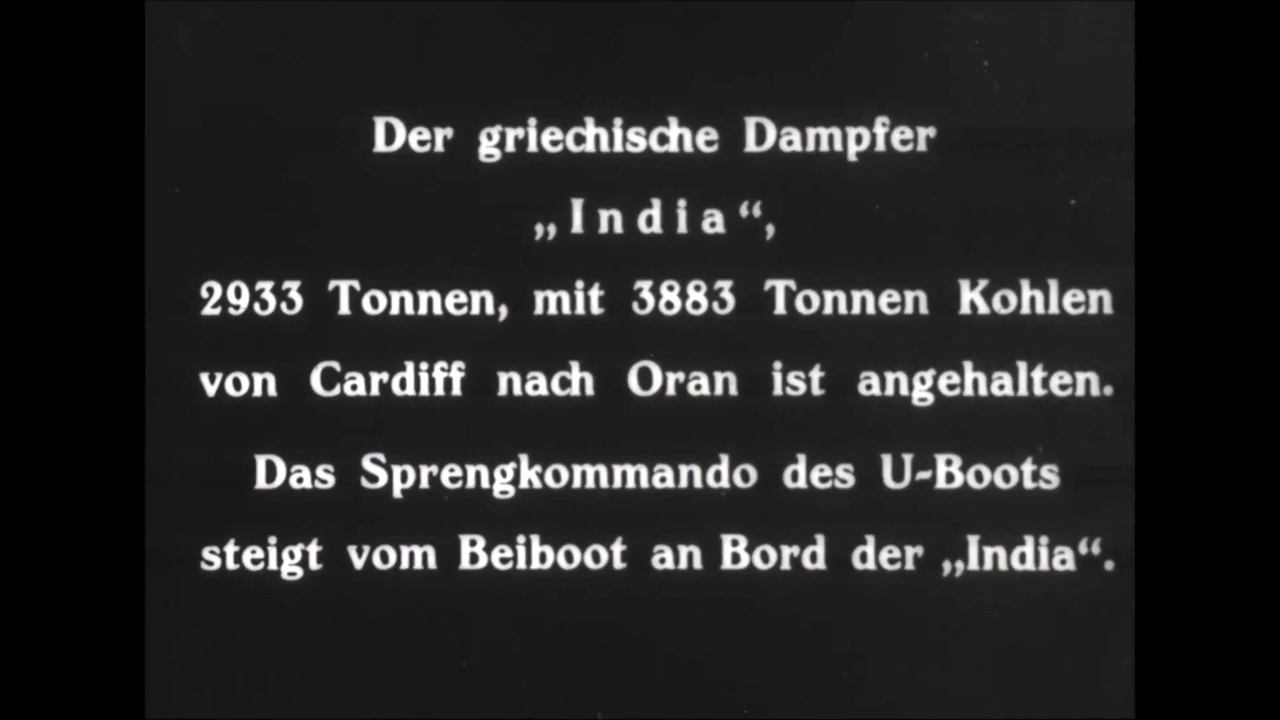 Der griechische Dampfer
„India“,
2933 Tonnen, mit 3883 Tonnen Kohlen
von Cardiff nach Oran ist angehalten.
Das Sprengkommando des U-Boots
steigt vom Beiboot an Bord der „India“.